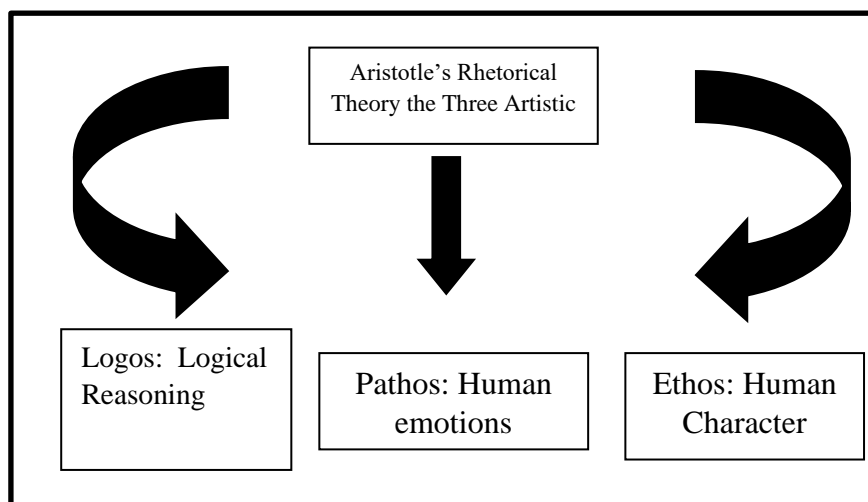 Aristotle’s Rhetorical
Theory the Three Artistic
Logos:  Logical
Reasoning
Pathos: Human
emotions
Ethos: Human
Character